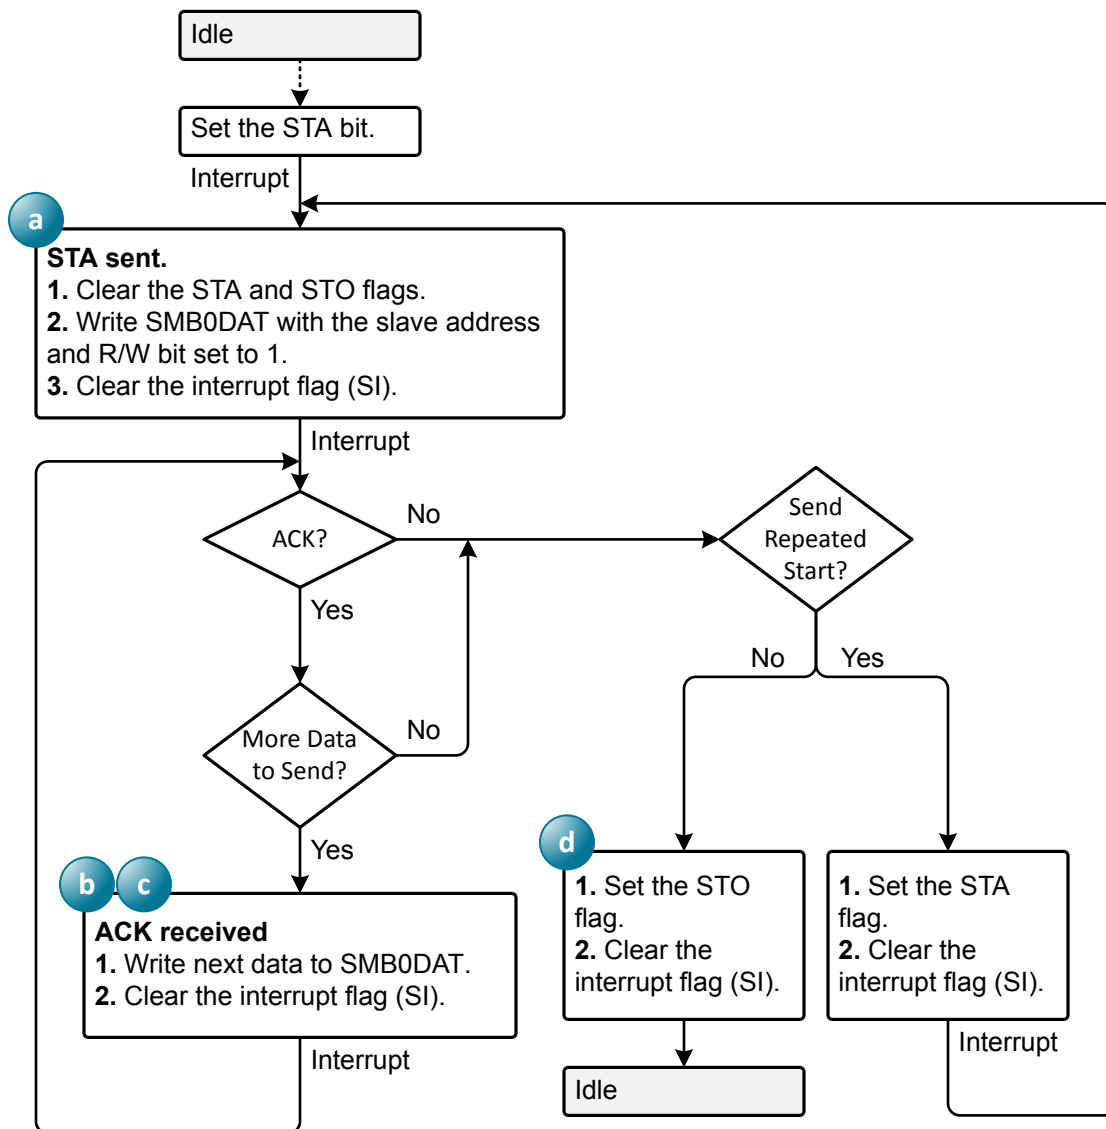 Idle
Set the STA bit.
Interrupt
a
STA sent.
1. Clear the STA and STO flags.
2. Write SMB0DAT with the slave address
and R/W bit set to 1.
3. Clear the interrupt flag (SI).
Interrupt
ACK?
No
Yes
Send
Repeated
Start?
No
Yes
More Data
to Send?
No
Yes
b
c
ACK received
1. Write next data to SMB0DAT.
2. Clear the interrupt flag (SI).
Interrupt
d
1. Set the STO
flag.
2. Clear the
interrupt flag (SI).
1. Set the STA
flag.
2. Clear the
interrupt flag (SI).
Interrupt
Idle